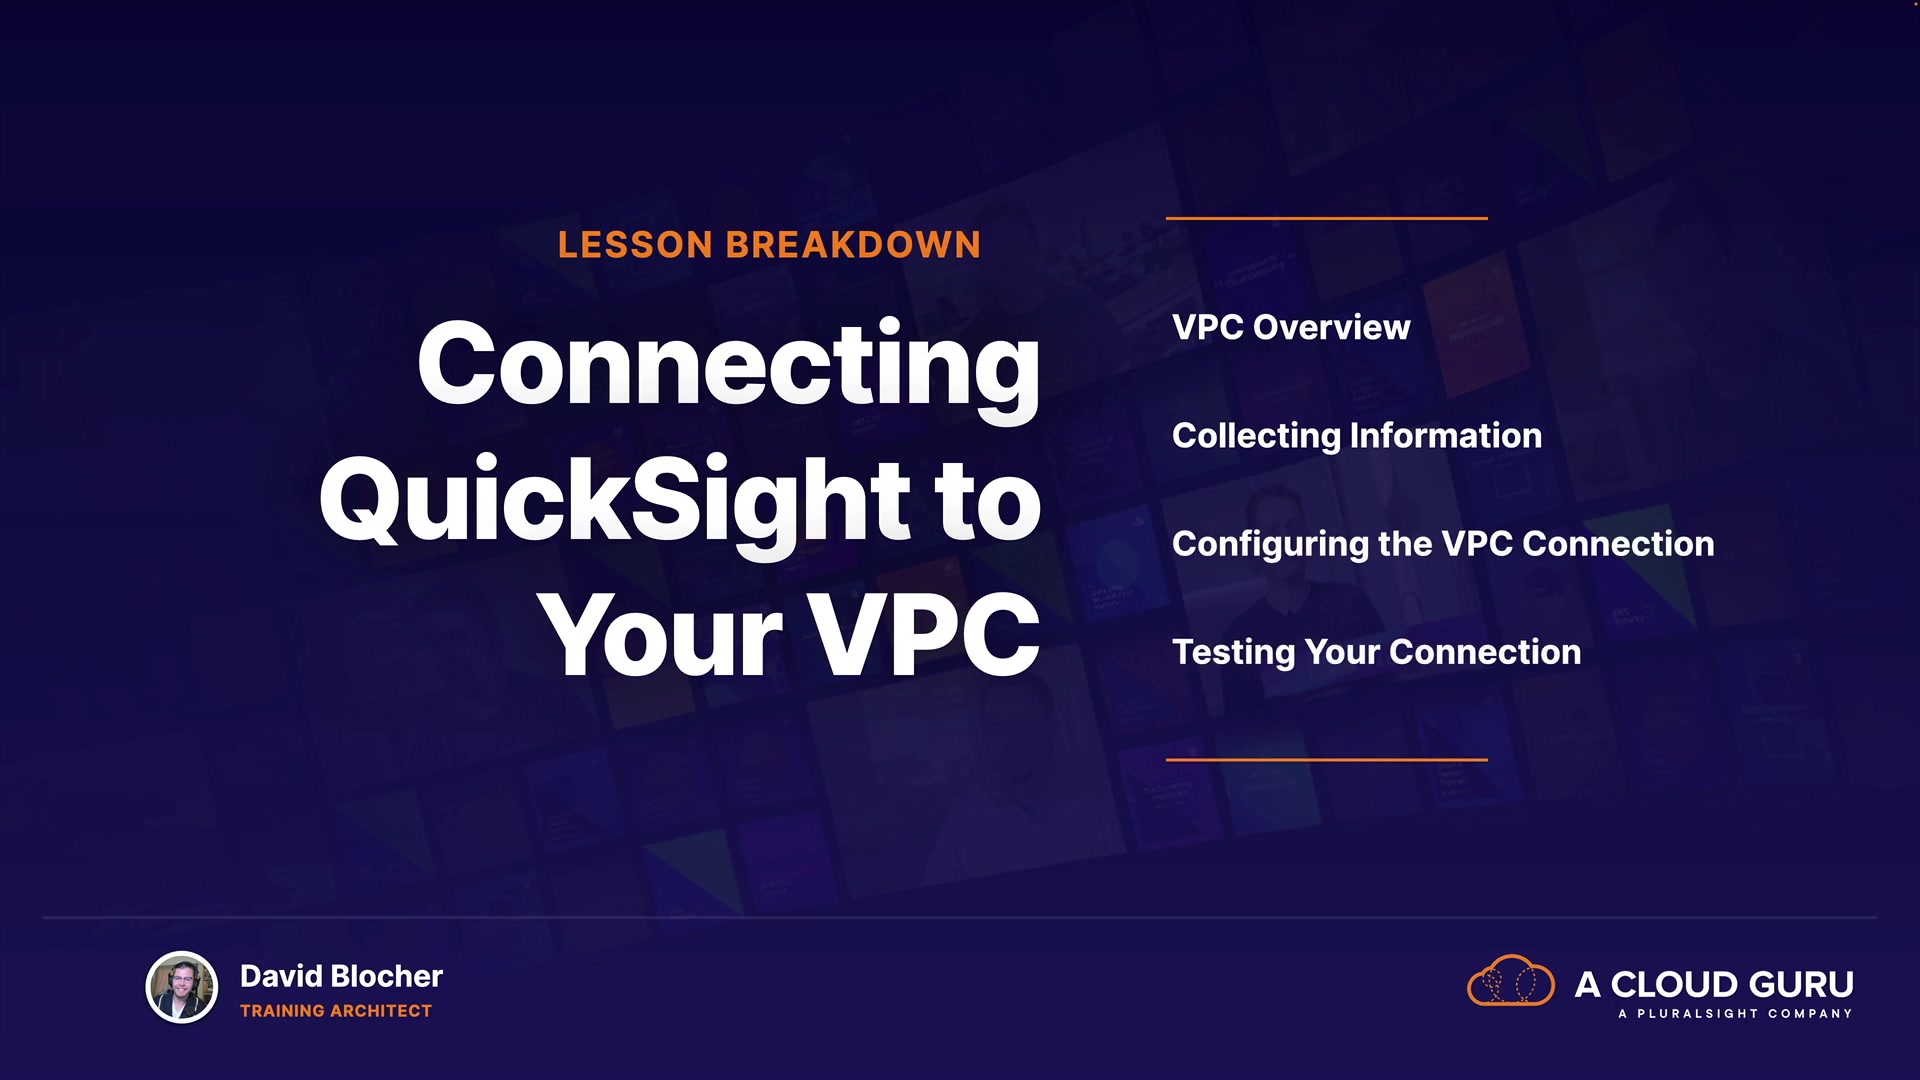 LESSON BREAKDOWN
Connecting
QuickSight to
Your VPC
VPC Overview
Collecting Information
Configuring the VPC Connection
Testing Your Connection
David Blocher
TRAINING ARCHITECT
A CLOUD GURU
A PLURALSIGHT COMPANY